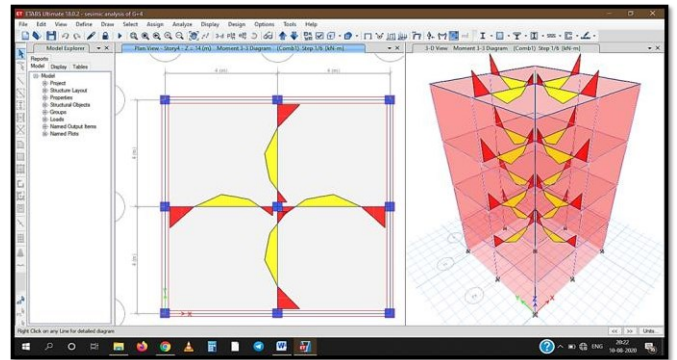 ETABS Ultimate 18.0.2 - seismic analysis of G+4
File Edit View Define Draw Select Assign Analyze Display Design Options Tools Help
Model Explorer
Plan View - Story4 - Z = 14 (m) Moment 3-3 Diagram (Comb1) Step 1/6 [kN-m]
3-D View Moment 3-3 Diagram (Comb1) Step 1/6 [kN-m]
Reports
Model Display Tables
Model
Project
Structure Layout
Properties
Structural Objects
Groups
Loads
Named Output Items
Named Plots
X
Z
X
Right Click on any Line for detailed diagram
Units...
ENG
20:22
18-08-2020